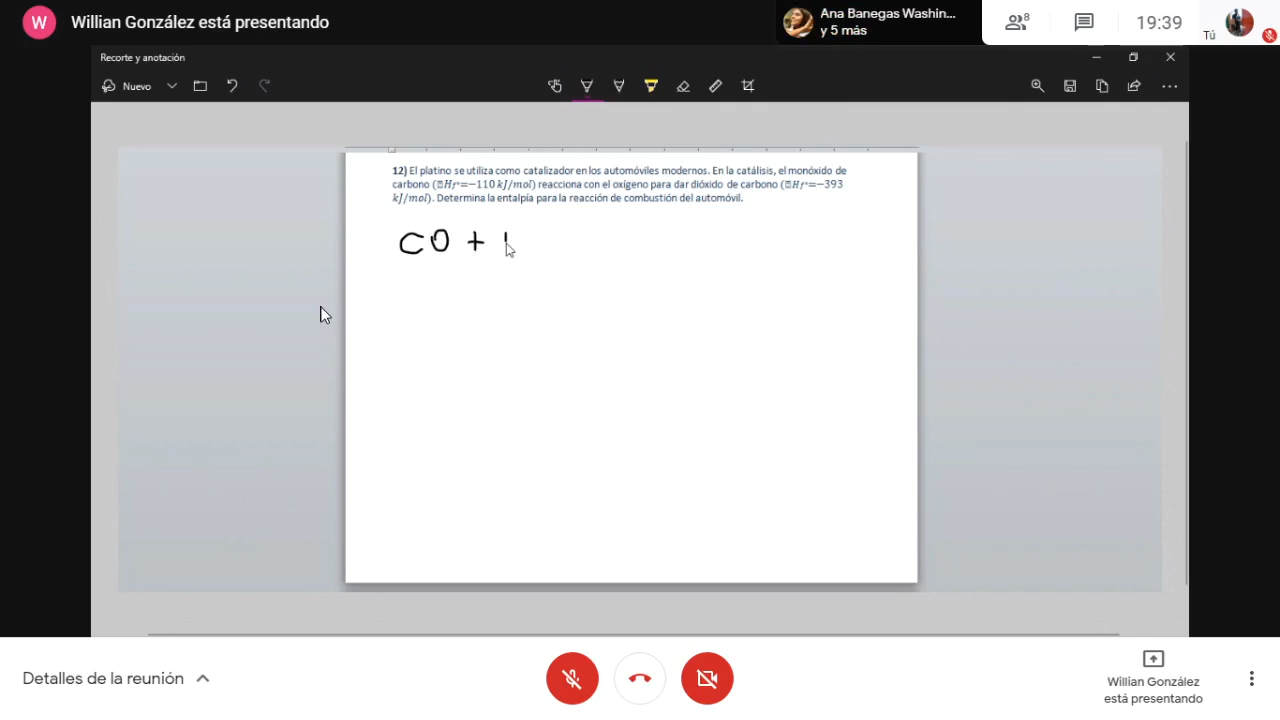 W Willian González está presentando
Ana Banegas Washin...
y 5 más
8
19:39
Tú
Recorte y anotación
Nuevo
12) El platino se utiliza como catalizador en los automóviles modernos. En la catálisis, el monóxido de
carbono (⍰Hf°=−110 kJ/mol) reacciona con el oxígeno para dar dióxido de carbono (⍰Hf°=−393
kJ/mol). Determina la entalpía para la reacción de combustión del automóvil.
CO +
Detalles de la reunión
Willian González
está presentando